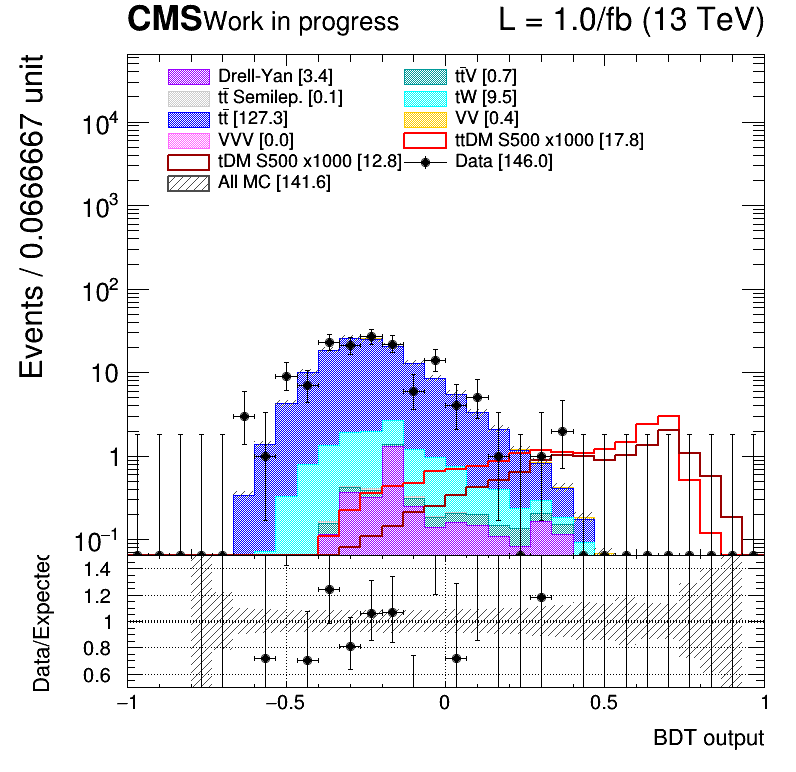 CMS Work in progress L = 1.0/fb (13 TeV)
Events / 0.0666667 unit
Drell-Yan [3.4] tt̄V [0.7]
tt̄ Semilep. [0.1] tW [9.5]
tt̄ [127.3] VV [0.4]
VVV [0.0] ttDM S500 x1000 [17.8]
tDM S500 x1000 [12.8] Data [146.0]
All MC [141.6]
10⁴
10³
10²
10
1
10⁻¹
Data/Expected
1.4
1.2
1
0.8
0.6
−1 −0.5 0 0.5 1
BDT output